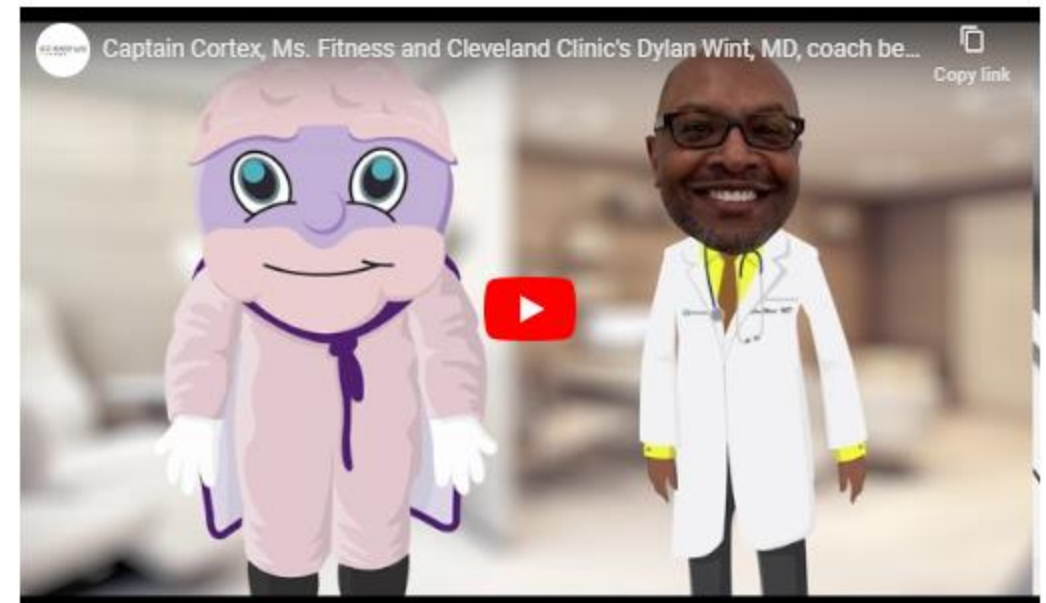 Captain Cortex, Ms. Fitness and Cleveland Clinic's Dylan Wint, MD, coach be...
Copy link